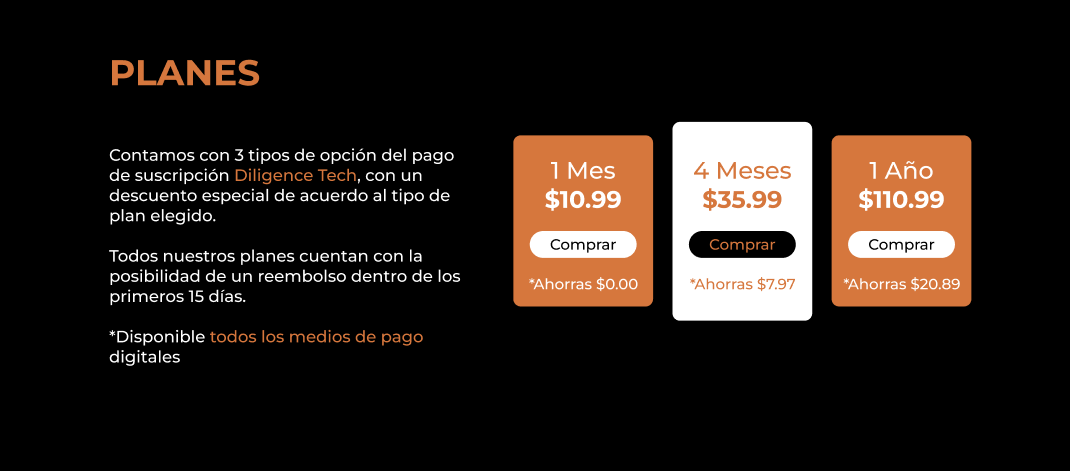 PLANES
Contamos con 3 tipos de opción del pago
de suscripción Diligence Tech, con un
descuento especial de acuerdo al tipo de
plan elegido.
Todos nuestros planes cuentan con la
posibilidad de un reembolso dentro de los
primeros 15 días.
*Disponible todos los medios de pago
digitales
1 Mes
$10.99
Comprar
*Ahorras $0.00
4 Meses
$35.99
Comprar
*Ahorras $7.97
1 Año
$110.99
Comprar
*Ahorras $20.89